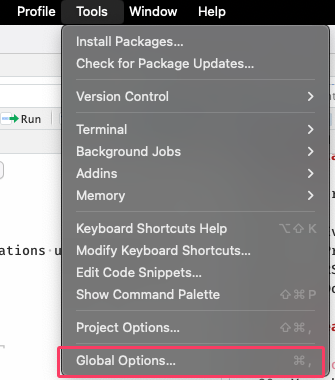 Profile Tools Window Help
Install Packages...
Check for Package Updates...
Run
Version Control
Terminal
Background Jobs
Addins
Memory
Keyboard Shortcuts Help ⌥⇧K
Modify Keyboard Shortcuts...
ations u
Edit Code Snippets...
Show Command Palette ⇧⌘P
Project Options... ⇧⌘,
Global Options... ⌘,